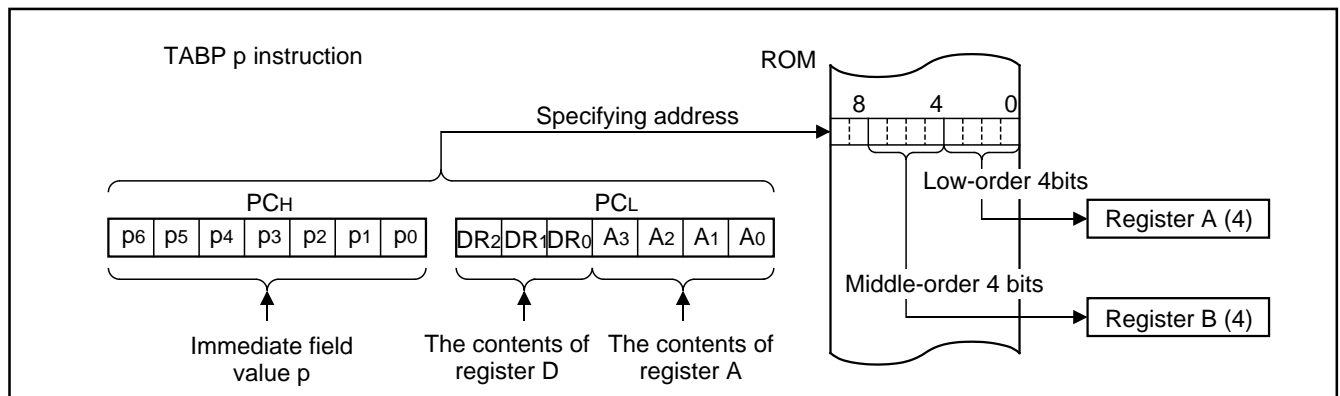 TABP p instruction
ROM
8 4 0
Specifying address
Low-order 4bits
PCH PCL
Register A (4)
p6 p5 p4 p3 p2 p1 p0 DR2 DR1 DR0 A3 A2 A1 A0
Middle-order 4 bits
Register B (4)
Immediate field
value p
The contents of
register D
The contents of
register A